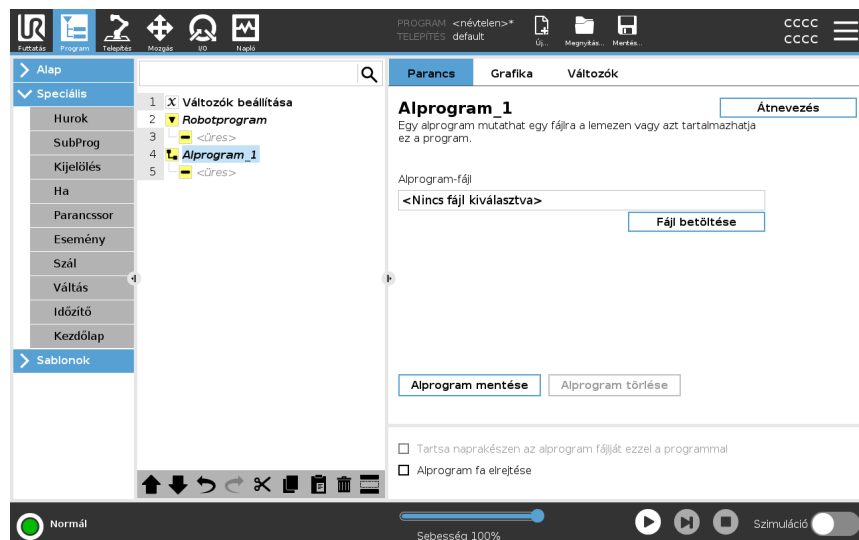 UR
Futtatás Program Telepítés Mozgás I/O Napló
PROGRAM <névtelen>*
TELEPÍTÉS default
Új... Megnyitás... Mentés...
CCCC
CCCC
Alap
Speciális
Hurok
SubProg
Kijelölés
Ha
Parancssor
Esemény
Szál
Váltás
Időzítő
Kezdőlap
Sablonok
1 X Változók beállítása
2 Robotprogram
3 <üres>
4 Alprogram_1
5 <üres>
Parancs Grafika Változók
Alprogram_1
Átnevezés
Egy alprogram mutathat egy fájlra a lemezen vagy azt tartalmazhatja
ez a program.
Alprogram-fájl
<Nincs fájl kiválasztva>
Fájl betöltése
Alprogram mentése Alprogram törlése
Tartsa naprakészen az alprogram fájlját ezzel a programmal
Alprogram fa elrejtése
Normál
Sebesség 100%
Szimuláció